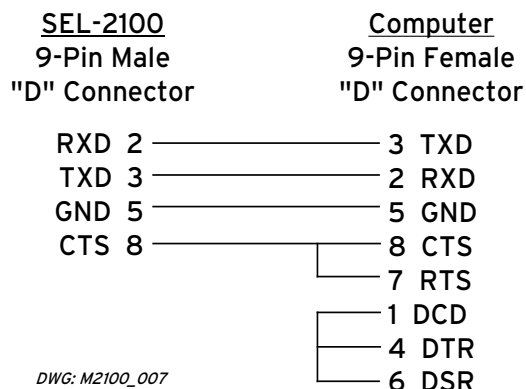 SEL-2100 Computer
9-Pin Male 9-Pin Female
"D" Connector "D" Connector
RXD 2 3 TXD
TXD 3 2 RXD
GND 5 5 GND
CTS 8 8 CTS
7 RTS
1 DCD
4 DTR
DWG: M2100_007 6 DSR